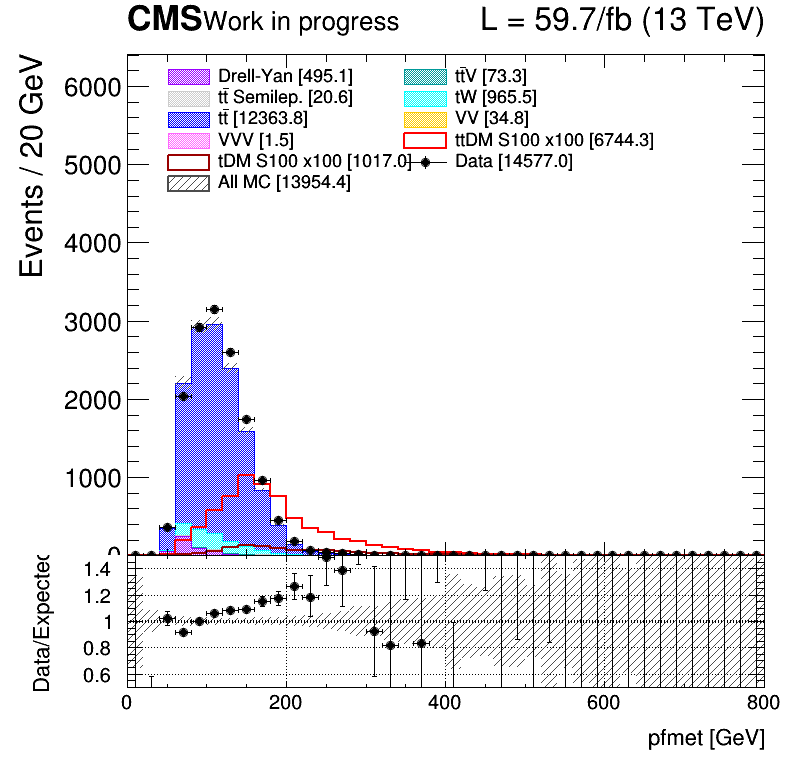 CMS Work in progress L = 59.7/fb (13 TeV)
Events / 20 GeV
6000
5000
4000
3000
2000
1000
0
Drell-Yan [495.1]
tt̄ Semilep. [20.6]
tt̄ [12363.8]
VVV [1.5]
tDM S100 x100 [1017.0]
All MC [13954.4]
tt̄V [73.3]
tW [965.5]
VV [34.8]
ttDM S100 x100 [6744.3]
Data [14577.0]
Data/Expected
1.4
1.2
1
0.8
0.6
0 200 400 600 800
pfmet [GeV]